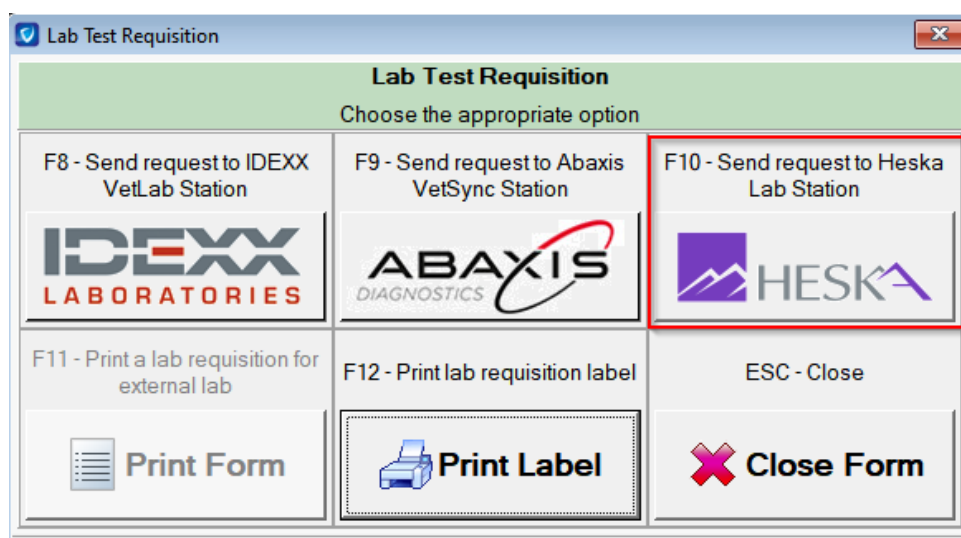 Lab Test Requisition
Lab Test Requisition
Choose the appropriate option
F8 - Send request to IDEXX
VetLab Station
F9 - Send request to Abaxis
VetSync Station
F10 - Send request to Heska
Lab Station
IDEXX
LABORATORIES
ABAXIS
DIAGNOSTICS
HESKA
F11 - Print a lab requisition for
external lab
F12 - Print lab requisition label
ESC - Close
Print Form
Print Label
Close Form